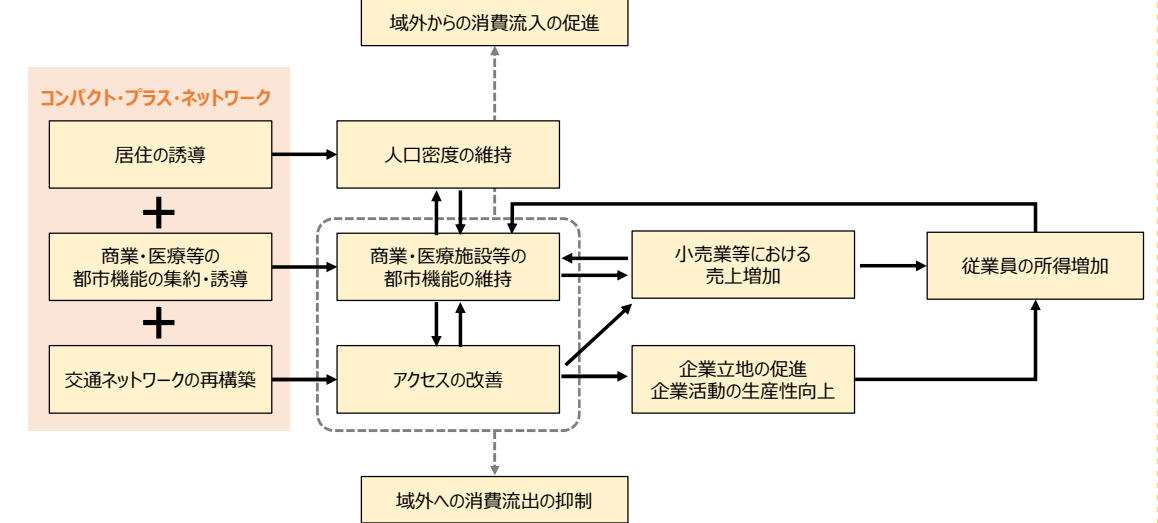 域外からの消費流入の促進
コンパクト・プラス・ネットワーク
居住の誘導
人口密度の維持
+
商業・医療等の
都市機能の集約・誘導
商業・医療施設等の
都市機能の維持
小売業等における
売上増加
従業員の所得増加
+
交通ネットワークの再構築
アクセスの改善
企業立地の促進
企業活動の生産性向上
域外への消費流出の抑制